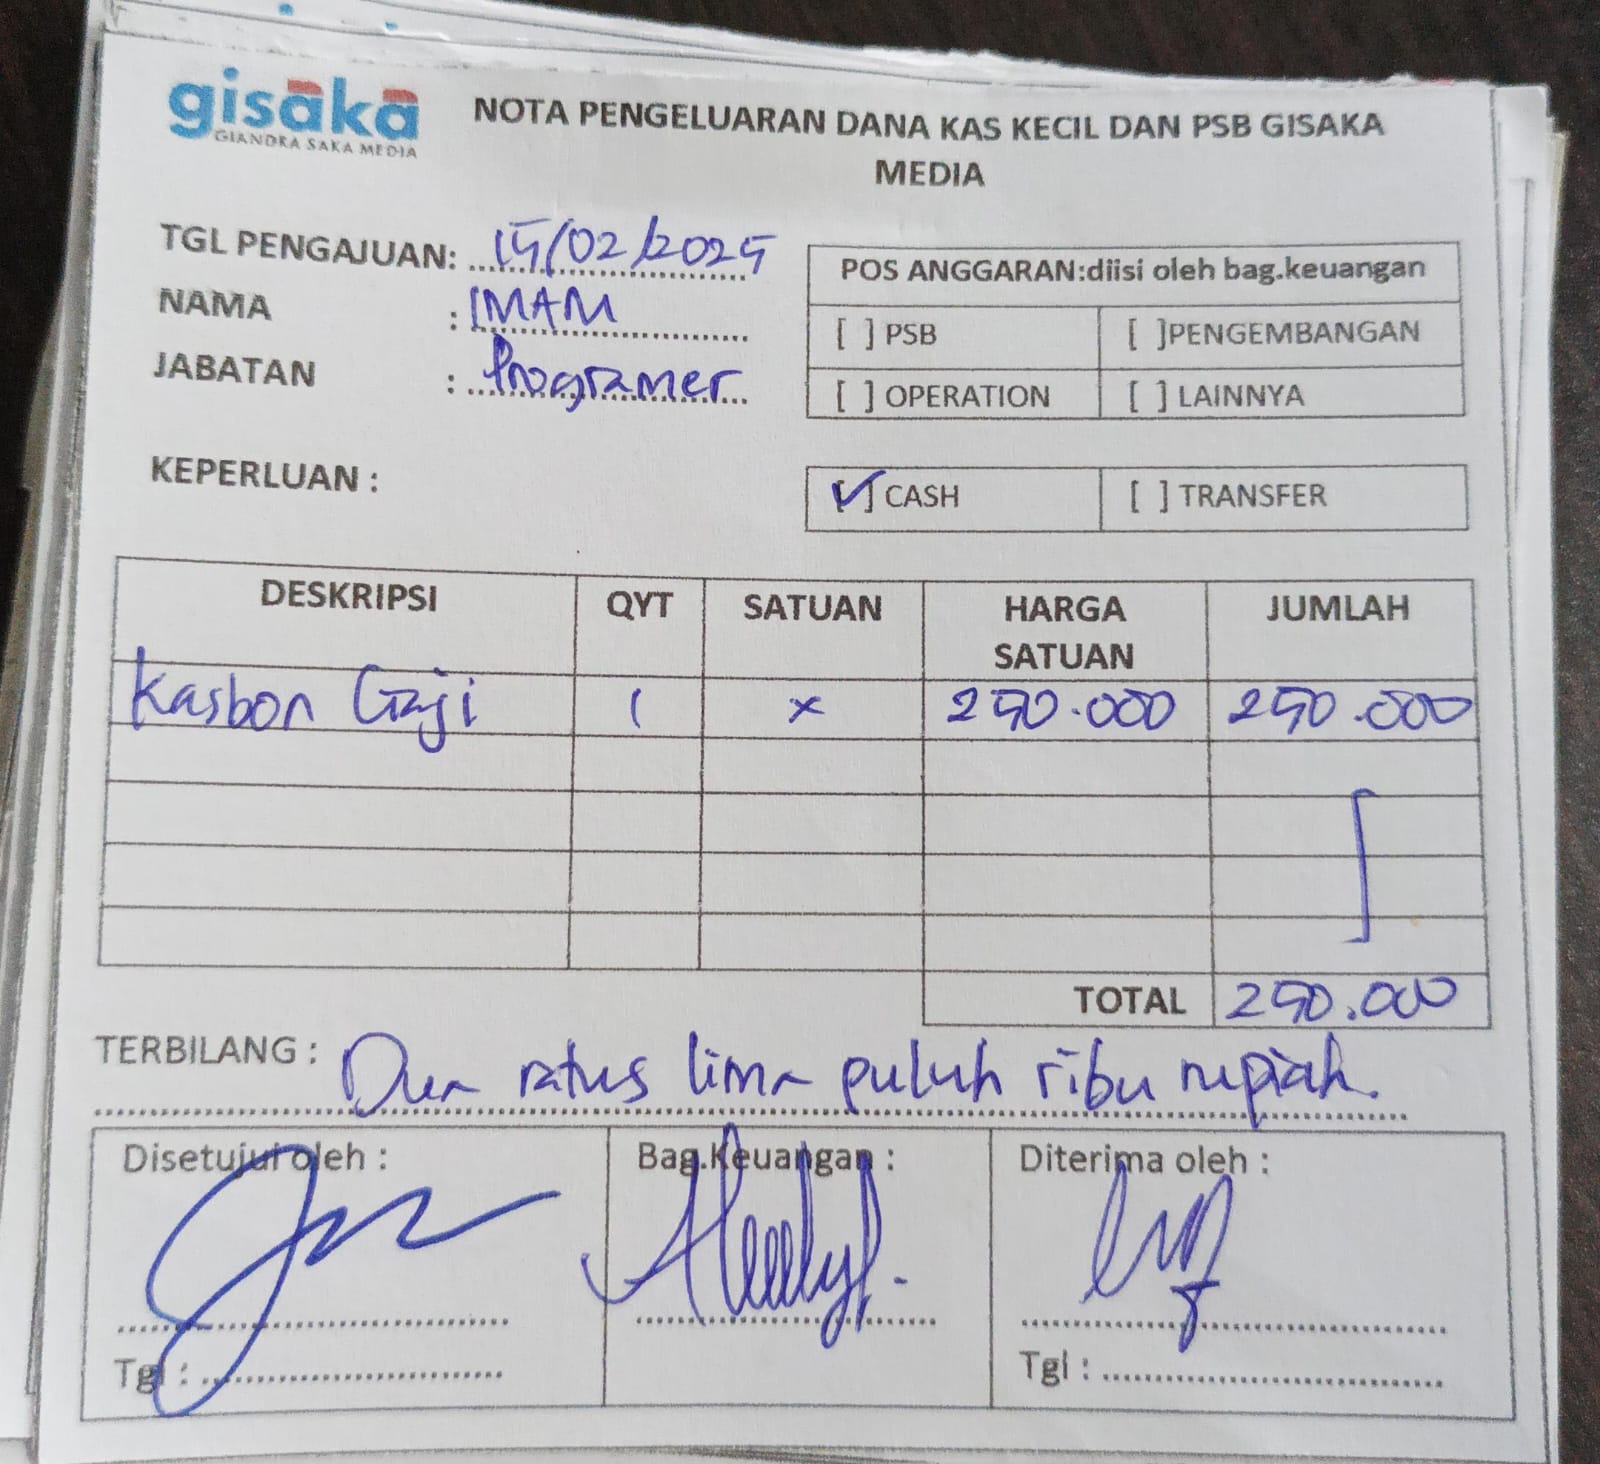 gisaka
GIANDRA SAKA MEDIA
NOTA PENGELUARAN DANA KAS KECIL DAN PSB GISAKA
MEDIA
TGL PENGAJUAN: 15/02/2025
NAMA : IMAM
JABATAN : Programer
POS ANGGARAN:diisi oleh bag.keuangan
[ ] PSB [ ]PENGEMBANGAN
[ ] OPERATION [ ] LAINNYA
KEPERLUAN :
[✓] CASH [ ] TRANSFER
DESKRIPSI QYT SATUAN HARGA SATUAN JUMLAH
Kasbon Gaji 1 x 250.000 250.000
TOTAL 250.000
TERBILANG : Dua ratus lima puluh ribu rupiah.
Disetujui oleh : Bag.Keuangan : Diterima oleh :
Tgl : Tgl :